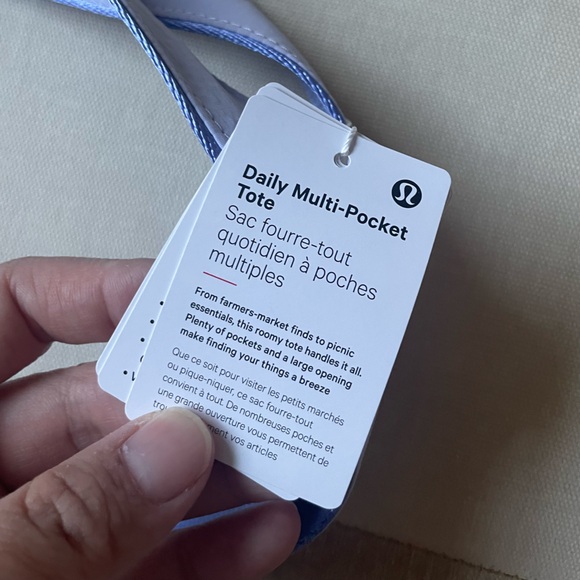 Daily Multi-Pocket
Tote
Sac fourre-tout
quotidien à poches
multiples
From farmers-market finds to picnic
essentials, this roomy tote handles it all.
Plenty of pockets and a large opening
make finding your things a breeze
Que ce soit pour visiter les petits marchés
ou pique-niquer, ce sac fourre-tout
convient à tout. De nombreuses poches et
une grande ouverture vous permettent de
vos articles